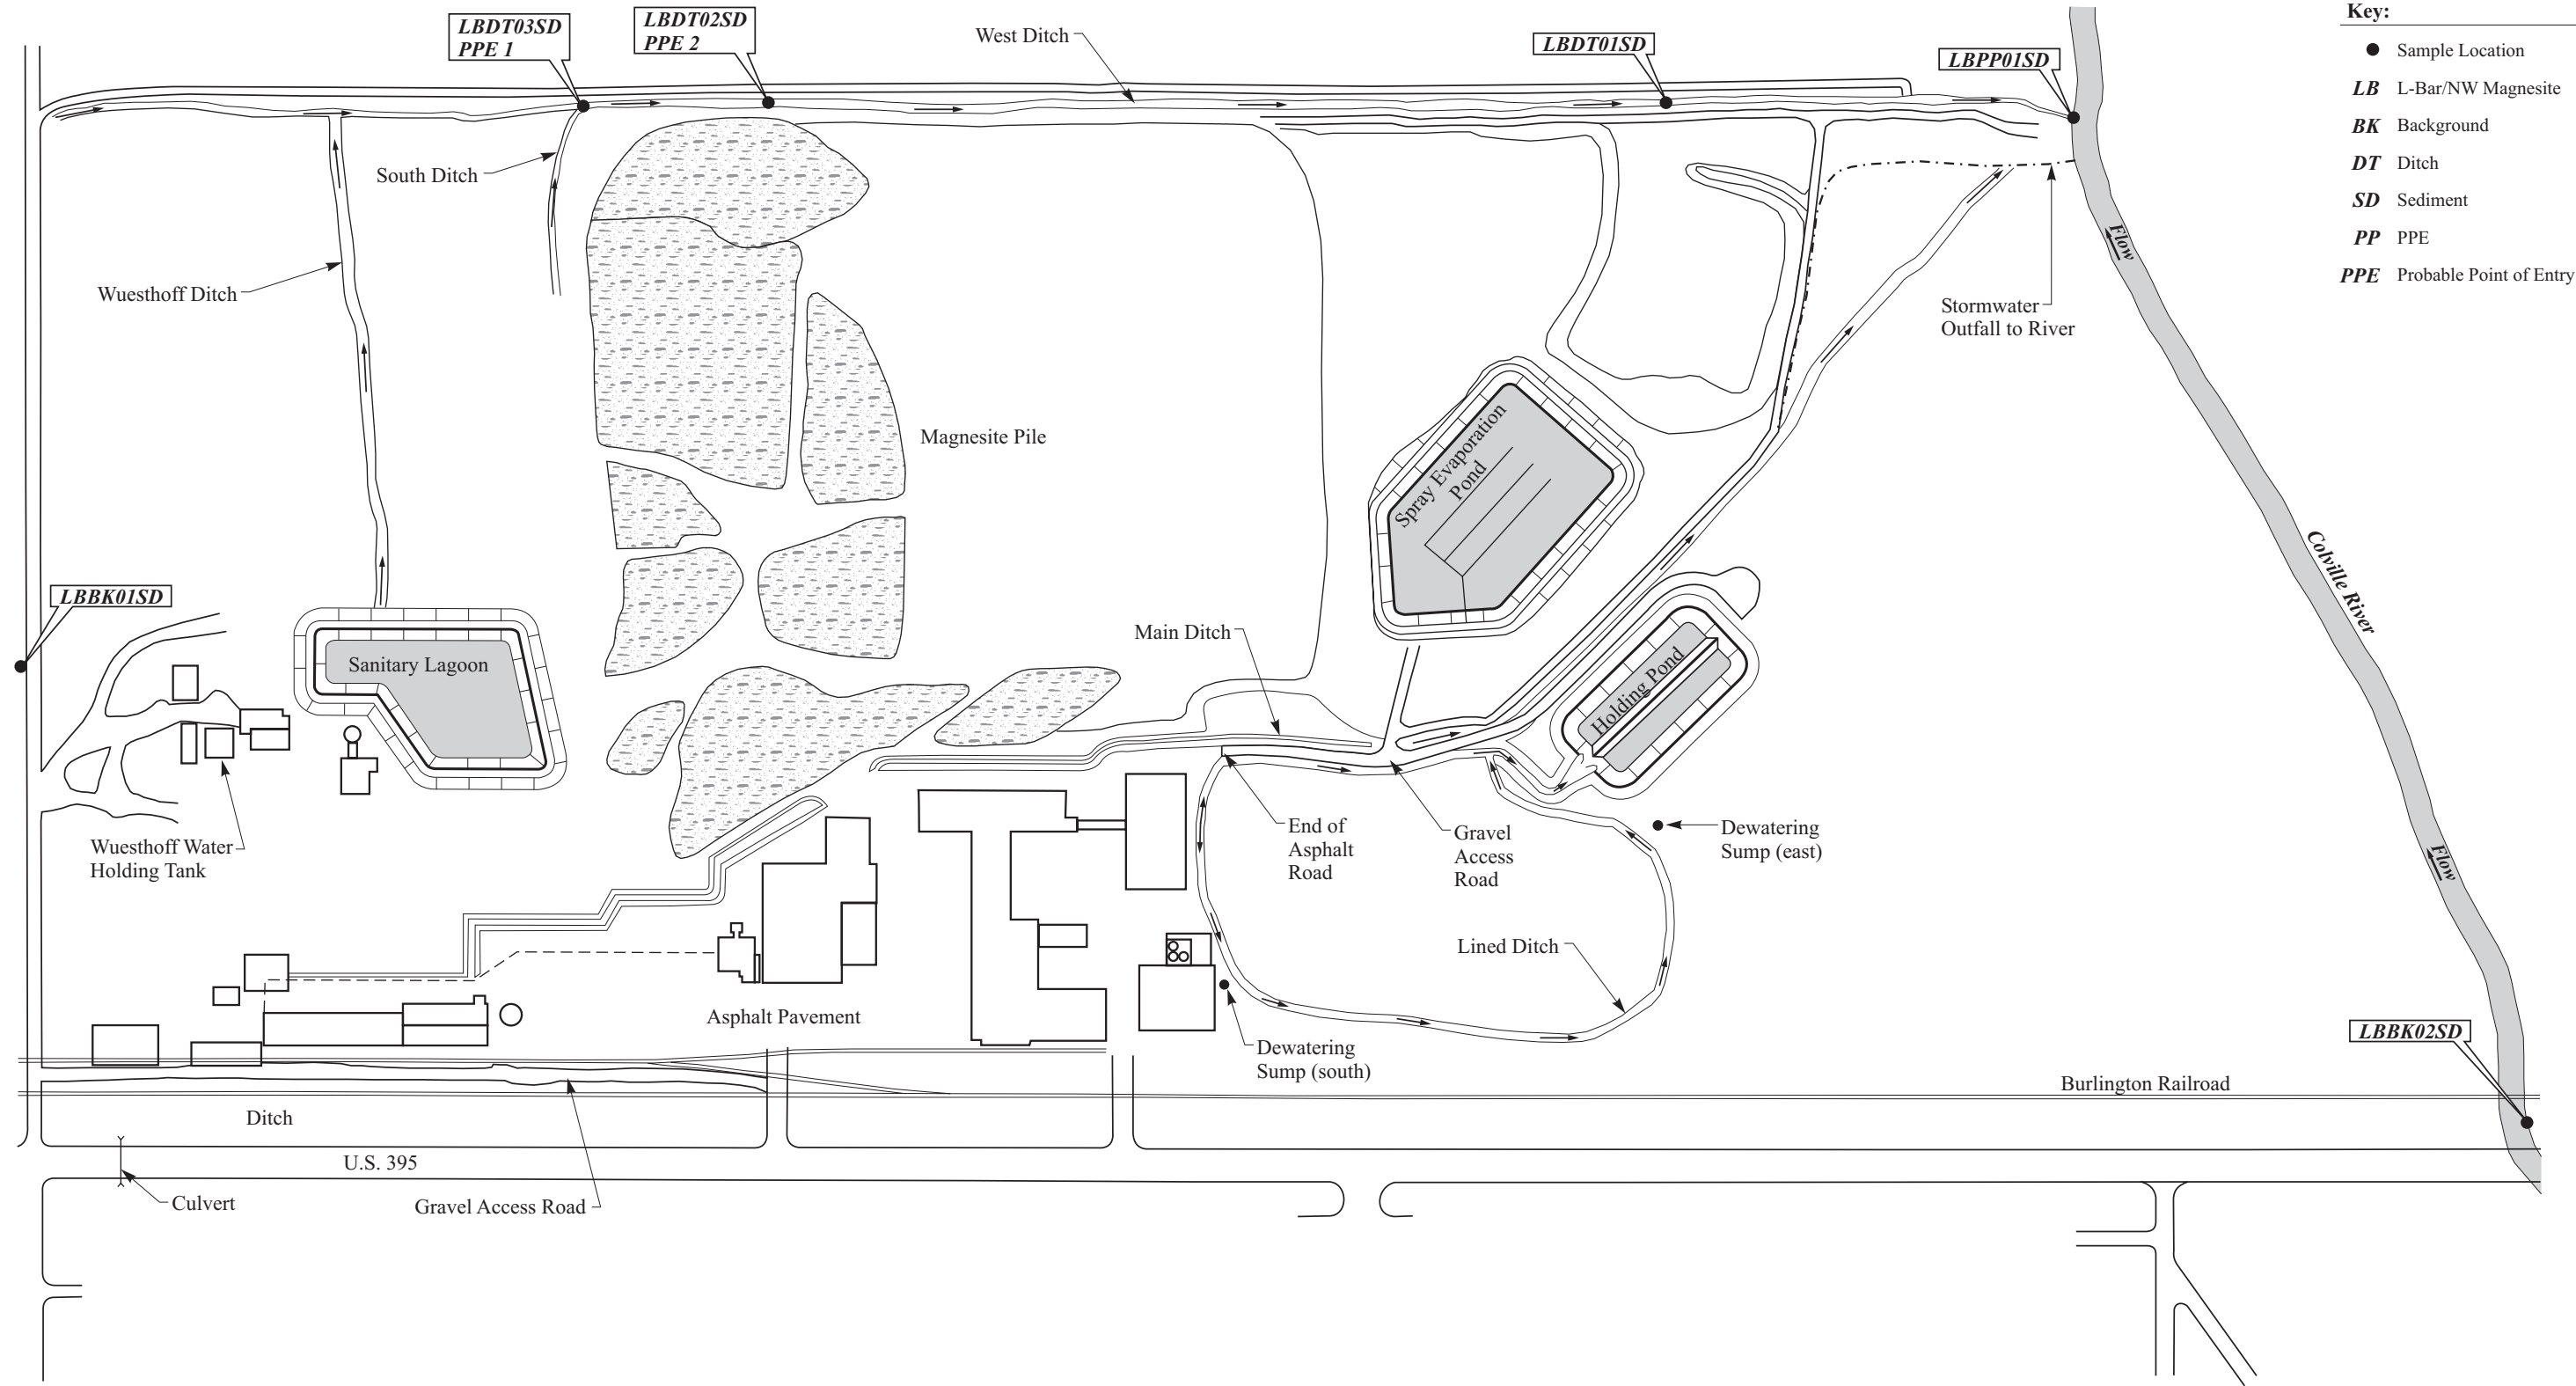 LBDT03SD
PPE 1
LBDT02SD
PPE 2
West Ditch
LBDT01SD
LBPP01SD
Key:
Sample Location
LB L-Bar/NW Magnesite
BK Background
DT Ditch
SD Sediment
PP PPE
PPE Probable Point of Entry
South Ditch
Wuesthoff Ditch
Flow
Stormwater
Outfall to River
Magnesite Pile
Spray Evaporation
Pond
Colville River
LBBK01SD
Sanitary Lagoon
Main Ditch
Holding Pond
Wuesthoff Water
Holding Tank
End of
Asphalt
Road
Gravel
Access
Road
Dewatering
Sump (east)
Flow
Lined Ditch
Asphalt Pavement
Dewatering
Sump (south)
LBBK02SD
Burlington Railroad
Ditch
U.S. 395
Culvert
Gravel Access Road